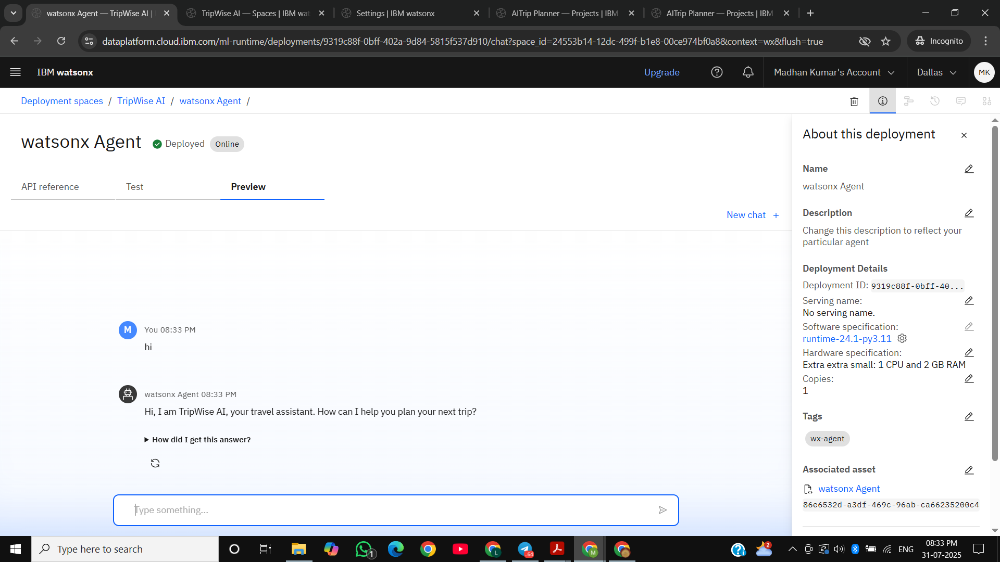 watsonx Agent — TripWise AI |
TripWise AI — Spaces | IBM wat
Settings | IBM watsonx
AITrip Planner — Projects | IBM
AITrip Planner — Projects | IBM
dataplatform.cloud.ibm.com/ml-runtime/deployments/9319c88f-0bff-402a-9d84-5815f537d910/chat?space_id=24553b14-12dc-499f-b1e8-00ce974bf0a8&context=wx&flush=true
Incognito
IBM watsonx
Upgrade
Madhan Kumar's Account
Dallas
MK
Deployment spaces / TripWise AI / watsonx Agent /
watsonx Agent
Deployed
Online
API reference
Test
Preview
New chat +
M
You 08:33 PM
hi
watsonx Agent 08:33 PM
Hi, I am TripWise AI, your travel assistant. How can I help you plan your next trip?
How did I get this answer?
Type something...
About this deployment
Name
watsonx Agent
Description
Change this description to reflect your
particular agent
Deployment Details
Deployment ID: 9319c88f-0bff-40...
Serving name:
No serving name.
Software specification:
runtime-24.1-py3.11
Hardware specification:
Extra extra small: 1 CPU and 2 GB RAM
Copies:
1
Tags
wx-agent
Associated asset
watsonx Agent
86e6532d-a3df-469c-96ab-ca66235200c4
Type here to search
1
L
..64
M
2
ENG
08:33 PM
31-07-2025